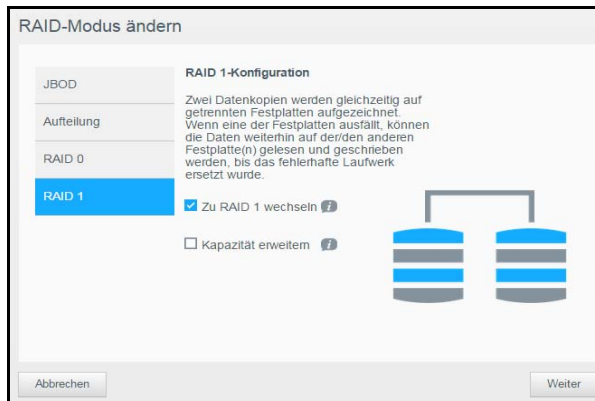 RAID-Modus ändern
JBOD
Aufteilung
RAID 0
RAID 1
RAID 1-Konfiguration
Zwei Datenkopien werden gleichzeitig auf
getrennten Festplatten aufgezeichnet.
Wenn eine der Festplatten ausfällt, können
die Daten weiterhin auf der/den anderen
Festplatte(n) gelesen und geschrieben
werden, bis das fehlerhafte Laufwerk
ersetzt wurde.
Zu RAID 1 wechseln
Kapazität erweitern
Abbrechen
Weiter